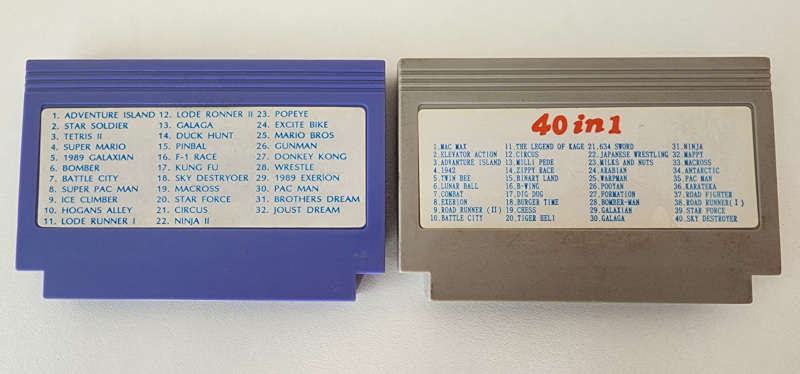 1. ADVENTURE ISLAND 12. LODE RONNER II 23. POPEYE
2. STAR SOLDIER 13. GALAGA 24. EXCITE BIKE
3. TETRIS II 14. DUCK HUNT 25. MARIO BROS
4. SUPER MARIO 15. PINBAL 26. GUNMAN
5. 1989 GALAXIAN 16. F-1 RACE 27. DONKEY KONG
6. BOMBER 17. KUNG FU 28. WRESTLE
7. BATTLE CITY 18. SKY DESTRYOER 29. 1989 EXERION
8. SUPER PAC MAN 19. MACROSS 30. PAC MAN
9. ICE CLIMBER 20. STAR FORCE 31. BROTHERS DREAM
10. HOGANS ALLEY 21. CIRCUS 32. JOUST DREAM
11. LODE RUNNER I 22. NINJA II
40 in 1
1. MAC MAX 11. THE LEGEND OF KAGE 21. 634 SWORD 31. NINJA
2. ELEVATOR ACTION 12. CIRCUS 22. JAPANESE WRESTLING 32. MAPPY
3. ADVANTURE ISLAND 13. MILLI PEDE 23. MILKS AND NUTS 33. MACROSS
4. 1942 14. ZIPPY RACE 24. ARABIAN 34. ANTARCTIC
5. TWIN BEE 15. BINARY LAND 25. WARPMAN 35. PAC MAN
6. LUNAR BALL 16. B-WING 26. POOYAN 36. KARATEKA
7. COMBAT 17. DIG DUG 27. FORMATION 37. ROAD FIGHTER
8. EXERION 18. BURGER TIME 28. BOMBER-MAN 38. ROAD RUNNER(I)
9. ROAD RUNNER (II) 19. CHESS 29. GALAXIAN 39. STAR FORCE
10. BATTLE CITY 20. TIGER HELI 30. GALAGA 40. SKY DESTROYER